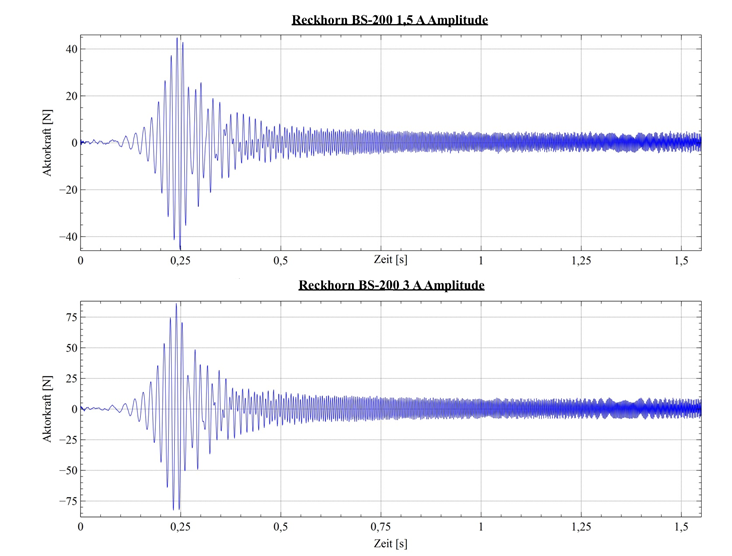 Reckhorn BS-200 1,5 A Amplitude
40
20
0
−20
−40
Aktorkraft [N]
0 0,25 0,5 1 1,25 1,5
Zeit [s]
Reckhorn BS-200 3 A Amplitude
75
50
25
0
−25
−50
−75
Aktorkraft [N]
0 0,25 0,5 0,75 1 1,25 1,5
Zeit [s]